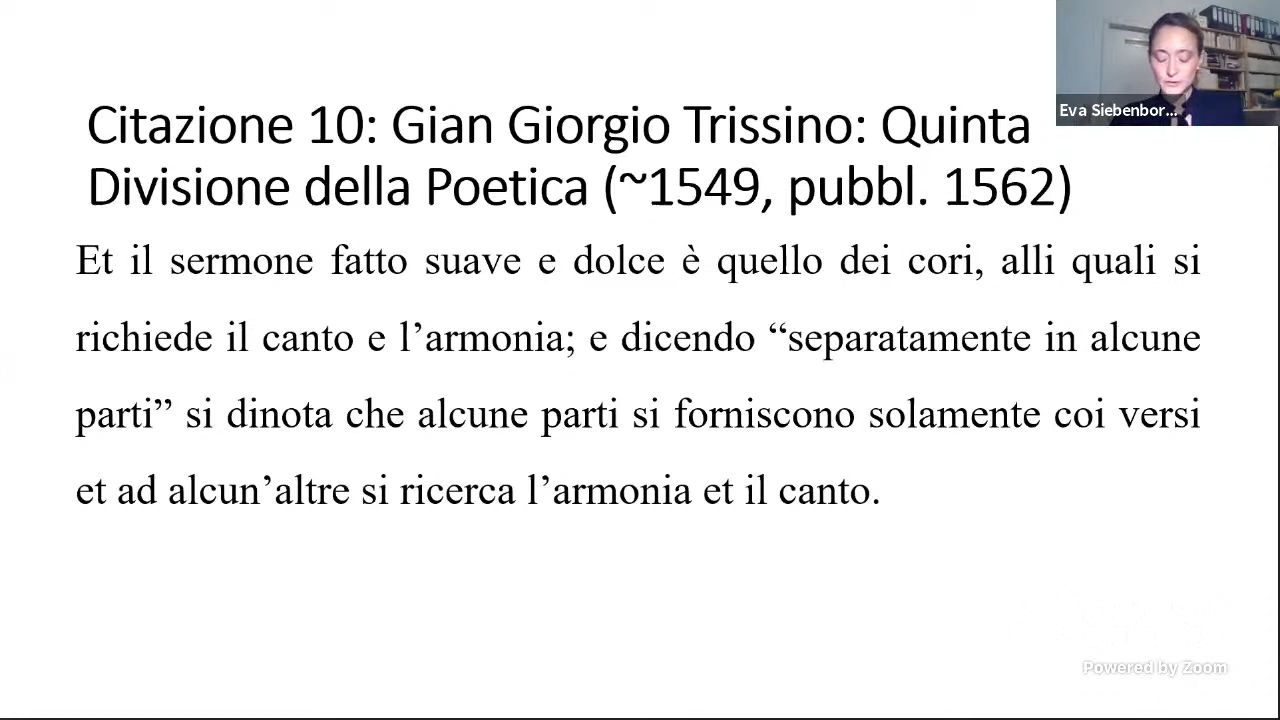 Eva Siebenbor...
Citazione 10: Gian Giorgio Trissino: Quinta
Divisione della Poetica (~1549, pubbl. 1562)
Et il sermone fatto suave e dolce è quello dei cori, alli quali si
richiede il canto e l’armonia; e dicendo “separatamente in alcune
parti” si dinota che alcune parti si forniscono solamente coi versi
et ad alcun’altre si ricerca l’armonia et il canto.
Powered by Zoom